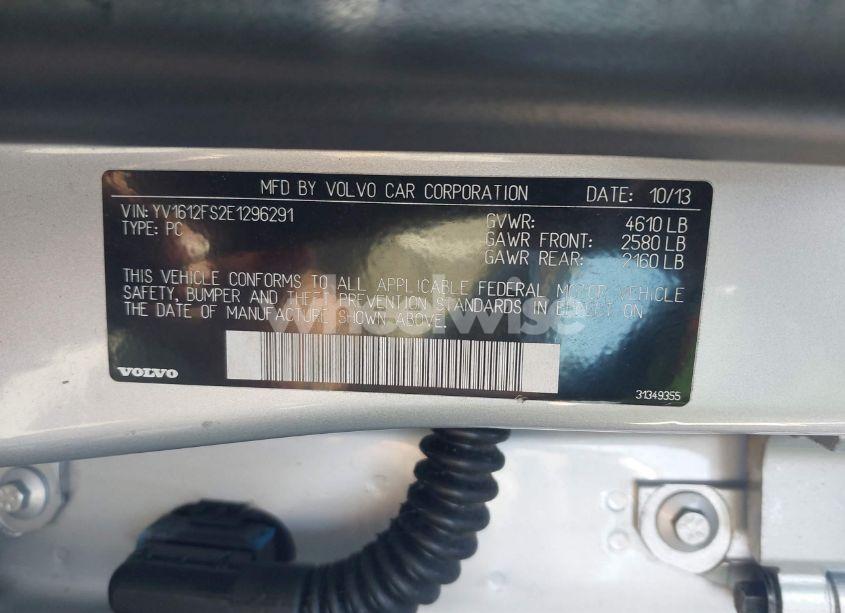 MFD BY VOLVO CAR CORPORATION DATE: 10/13
VIN: YV1612FS2E1296291 GVWR: 4610 LB
TYPE: PC GAWR FRONT: 2580 LB
GAWR REAR: 2160 LB
THIS VEHICLE CONFORMS TO ALL APPLICABLE FEDERAL MOTOR VEHICLE
SAFETY, BUMPER AND THEFT PREVENTION STANDARDS IN EFFECT ON
THE DATE OF MANUFACTURE SHOWN ABOVE.
wheelwise
VOLVO 31349355